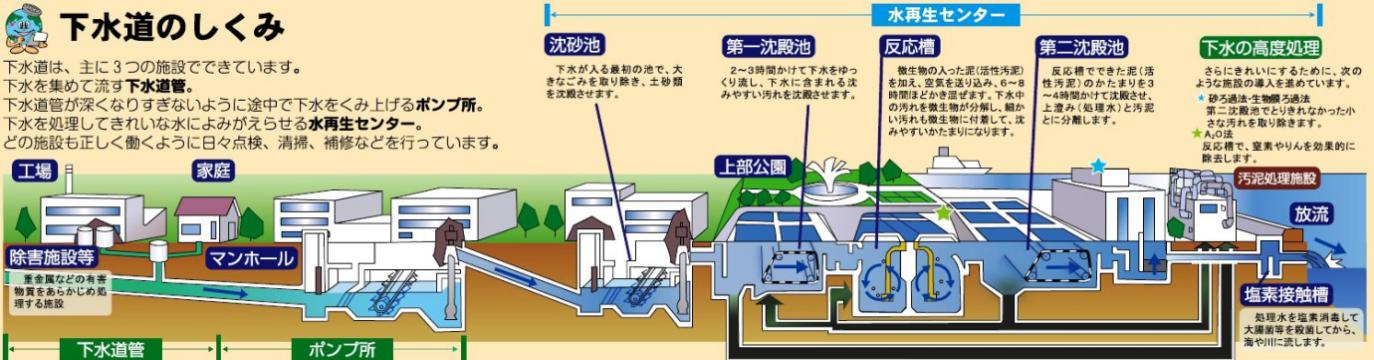 下水道のしくみ
下水道は、主に3つの施設でできています。
下水を集めて流す下水道管。
下水道管が深くなりすぎないように途中で下水をくみ上げるポンプ所。
下水を処理してきれいな水によみがえらせる水再生センター。
どの施設も正しく働くように日々点検、清掃、補修などを行っています。
水再生センター
沈砂池
下水が入る最初の池で、大
きなごみを取り除き、土砂類
を沈殿させます。
第一沈殿池
2〜3時間かけて下水をゆっ
くり流し、下水に含まれる沈
みやすい汚れを沈殿させます。
反応槽
微生物の入った泥(活性汚泥)
を加え、空気を送り込み、6〜8
時間ほどかき混ぜます。下水中
の汚れを微生物が分解し、細か
い汚れも微生物に付着して、沈
みやすいかたまりになります。
第二沈殿池
反応槽でできた泥(活
性汚泥)のかたまりを3
〜4時間かけて沈殿させ、
上澄み(処理水)と汚泥
とに分離します。
下水の高度処理
さらにきれいにするために、次の
ような施設の導入を進めています。
★砂ろ過法・生物膜ろ過法
第二沈殿池でとりきれなかった小
さな汚れを取り除きます。
★A₂O法
反応槽で、窒素やりんを効果的に
除去します。
工場
家庭
上部公園
汚泥処理施設
放流
除害施設等
重金属などの有害
物質をあらかじめ処
理する施設
マンホール
塩素接触槽
処理水を塩素消毒して
大腸菌等を殺菌してから、
海や川に流します。
下水道管
ポンプ所